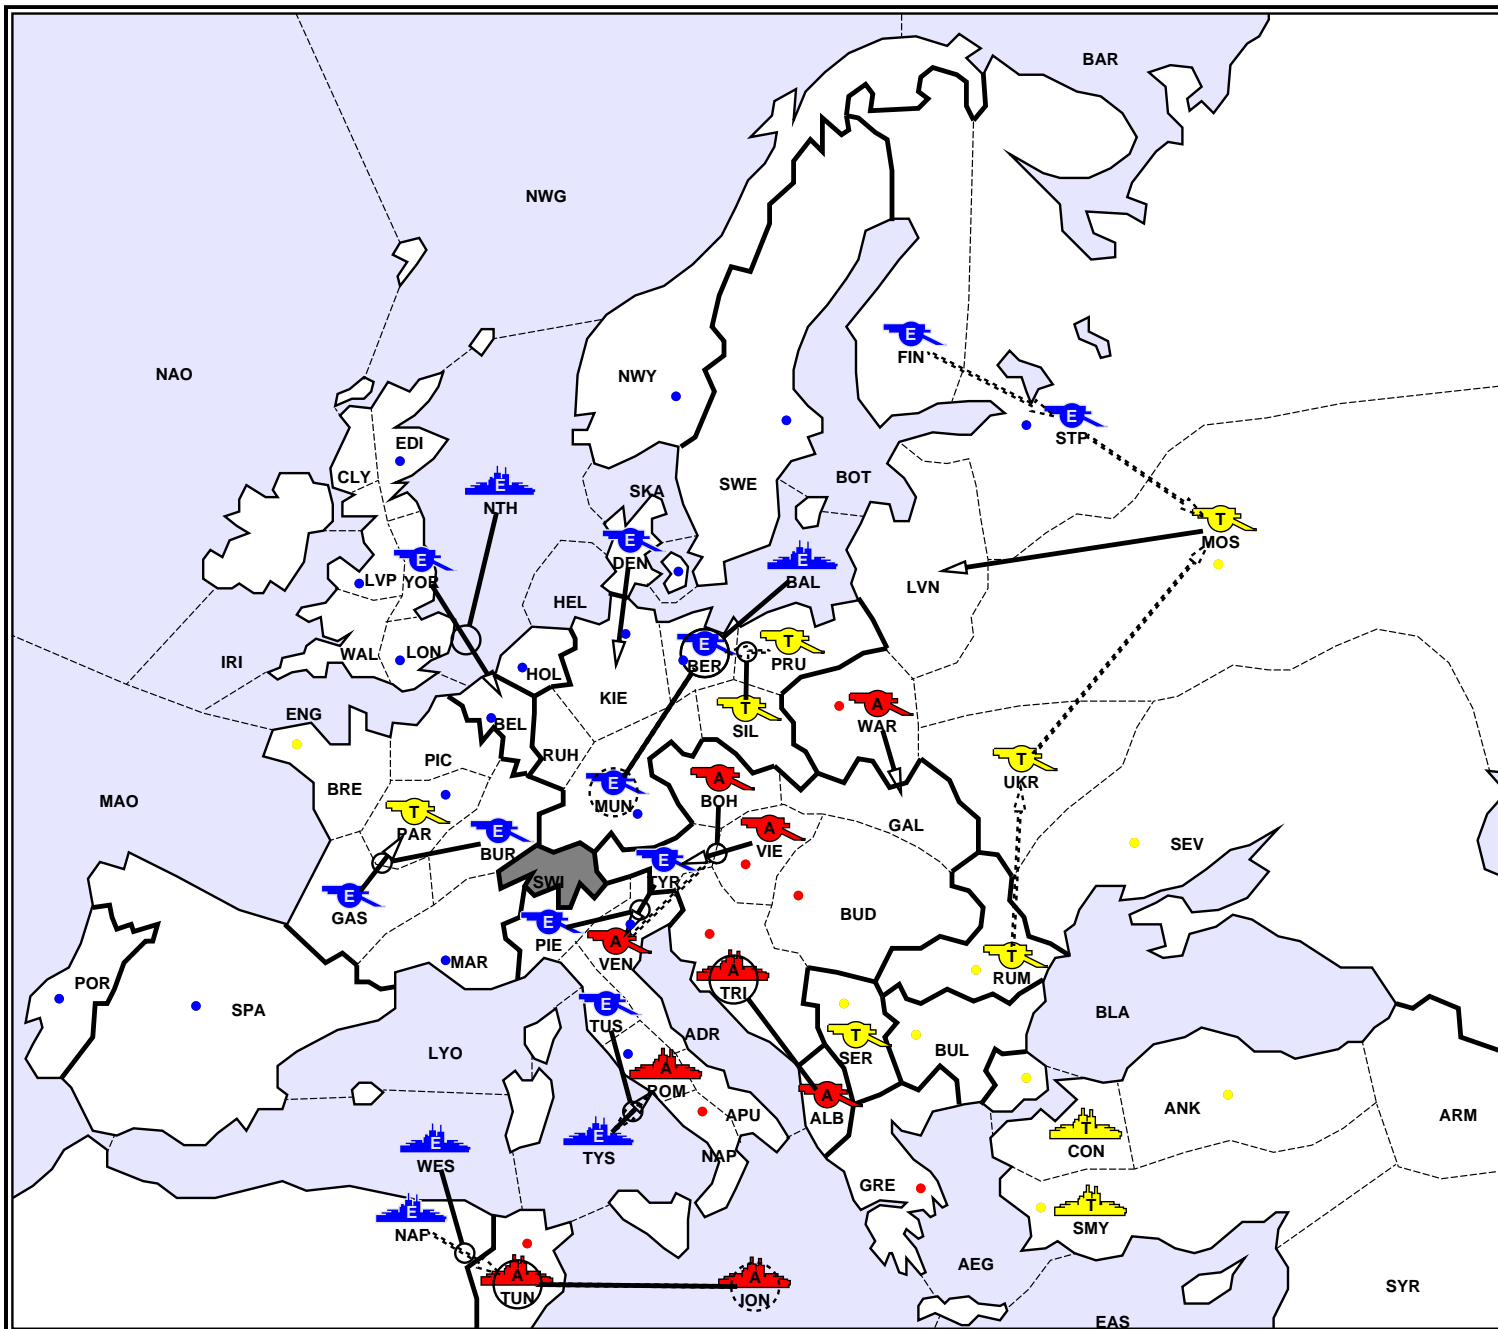 BAR
NWG
FIN
NAO
NWY
E
STP
EDI
CLY
SWE
BOT
SKA
NTH
T
MOS
DEN
BAL
LVP
YOR
LVN
HEL
IRI
WAL
LON
HOL
BER
PRU
KIE
ENG
BEL
SIL
WAR
PIC
RUH
MAO
BRE
MUN
BOH
UKR
GAL
PAR
BUR
VIE
SEV
SWI
TYR
GAS
BUD
PIE
VEN
MAR
POR
SPA
TRI
RUM
TUS
BLA
LYO
ADR
SER
BUL
ROM
APU
ALB
ANK
ARM
TYS
CON
WES
NAP
GRE
NAP
SMY
AEG
TUN
ION
SYR
EAS
E
E
E
E
E
E
T
T
A
T
A
E
T
E
A
E
E
E
A
T
A
E
T
A
A
E
T
E
T
E
A
A